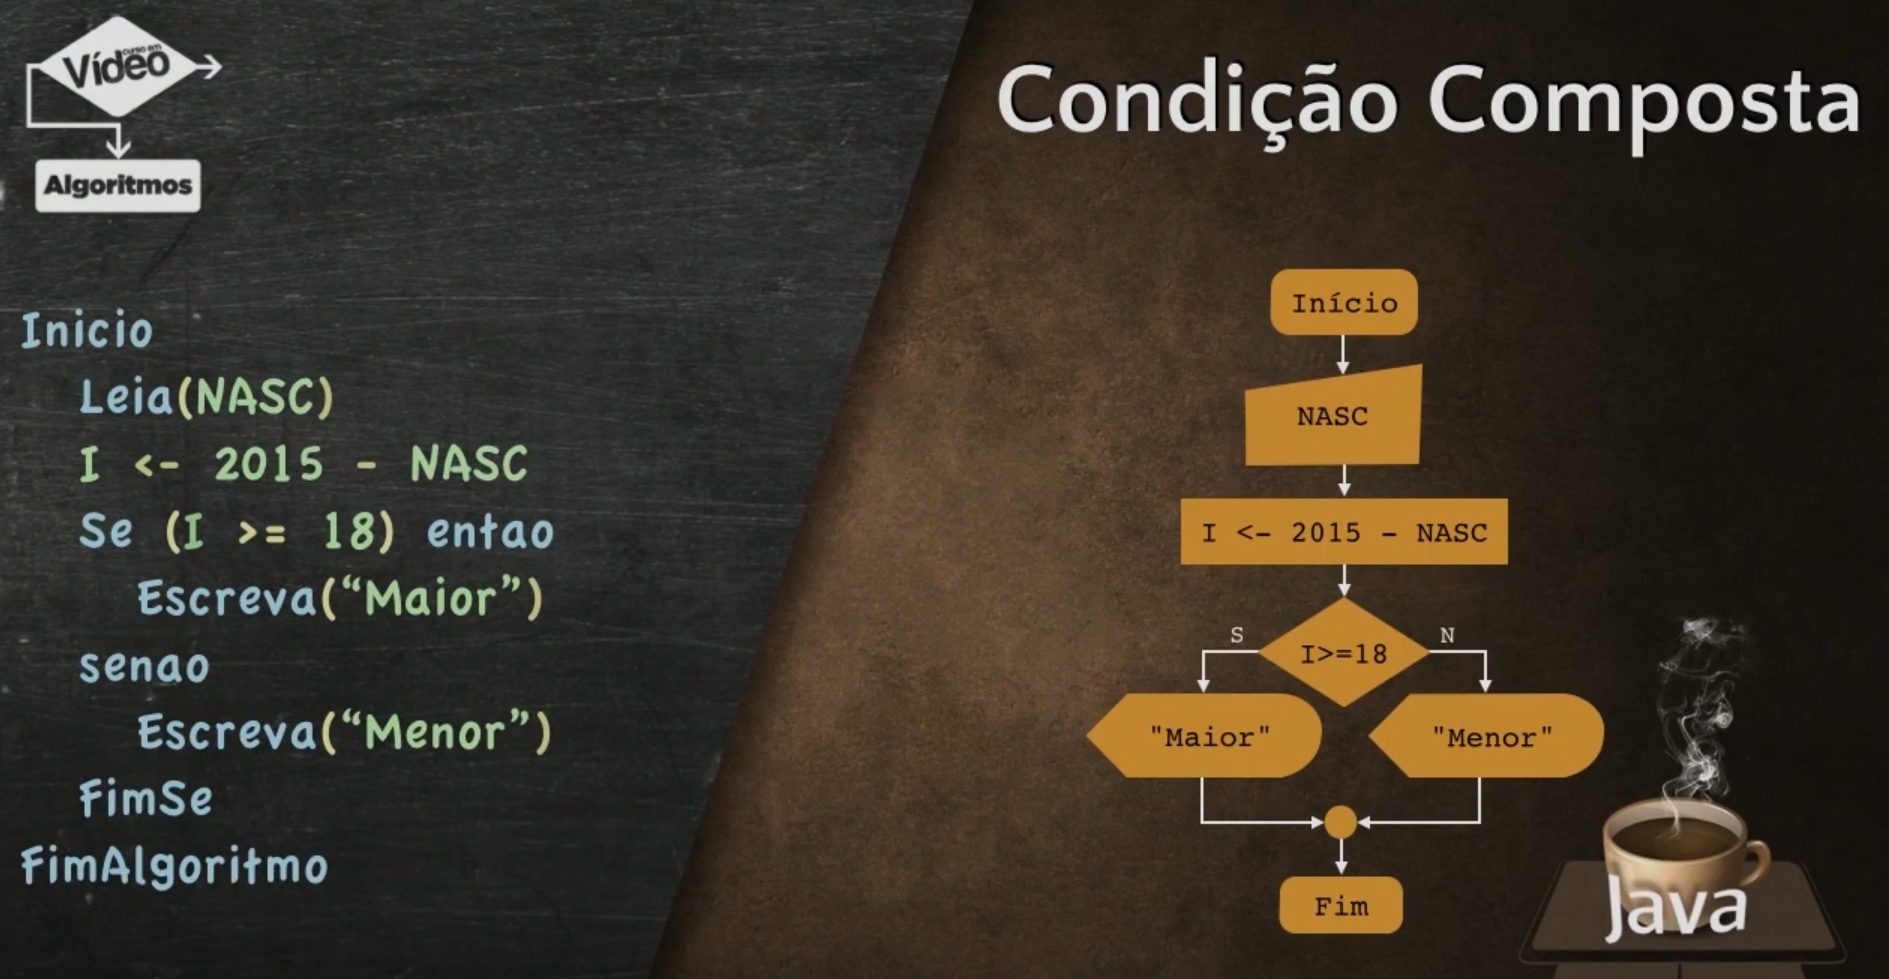 curso em
Vídeo
Algoritmos
Condição Composta
Inicio
Leia(NASC)
I <- 2015 - NASC
Se (I >= 18) entao
Escreva(“Maior”)
senao
Escreva(“Menor”)
FimSe
FimAlgoritmo
Início
NASC
I <- 2015 - NASC
I>=18
S
N
"Maior"
"Menor"
Fim
Java